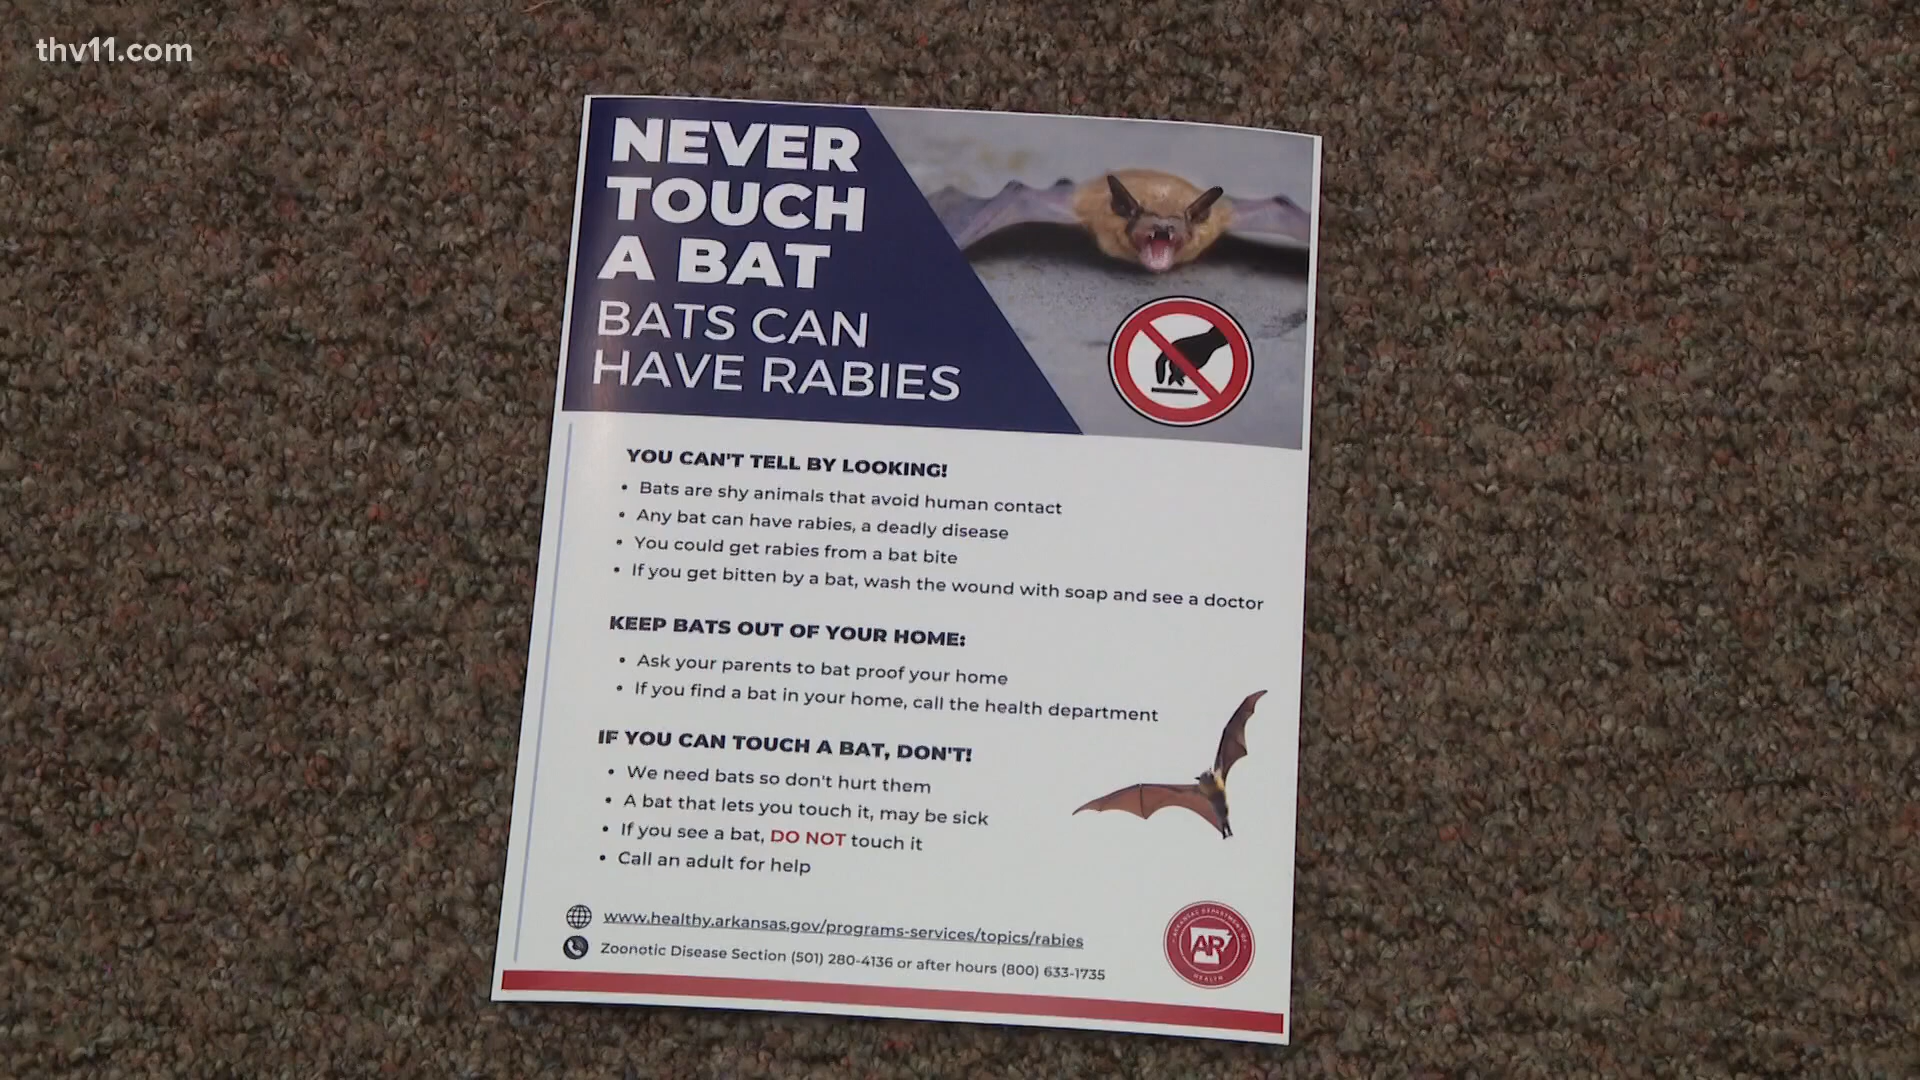 thv11.com
NEVER
TOUCH
A BAT
BATS CAN
HAVE RABIES
YOU CAN'T TELL BY LOOKING!
• Bats are shy animals that avoid human contact
• Any bat can have rabies, a deadly disease
• You could get rabies from a bat bite
• If you get bitten by a bat, wash the wound with soap and see a doctor
KEEP BATS OUT OF YOUR HOME:
• Ask your parents to bat proof your home
• If you find a bat in your home, call the health department
IF YOU CAN TOUCH A BAT, DON'T!
• We need bats so don't hurt them
• A bat that lets you touch it, may be sick
• If you see a bat, DO NOT touch it
• Call an adult for help
www.healthy.arkansas.gov/programs-services/topics/rabies
Zoonotic Disease Section (501) 280-4136 or after hours (800) 633-1735
ARKANSAS DEPARTMENT OF
AR
HEALTH